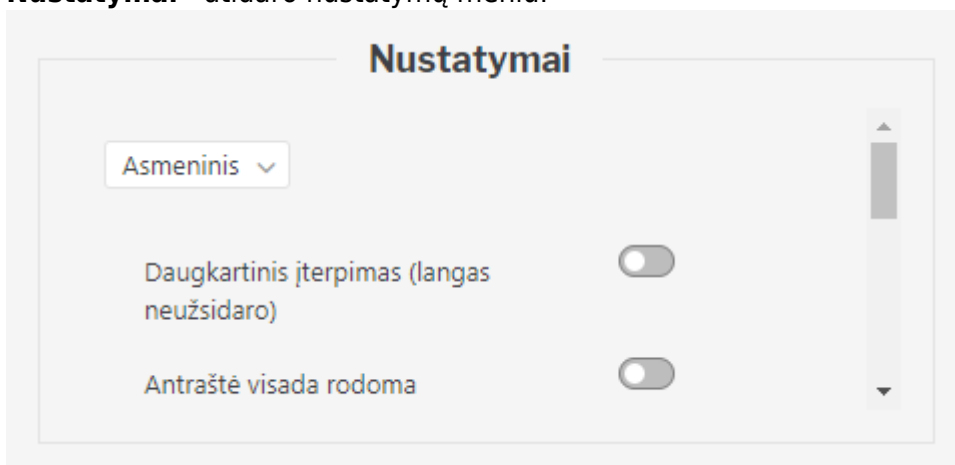 Nustatymai
Asmeninis
Daugkartinis įterpimas (langas
neužsidaro)
Antraštė visada rodoma